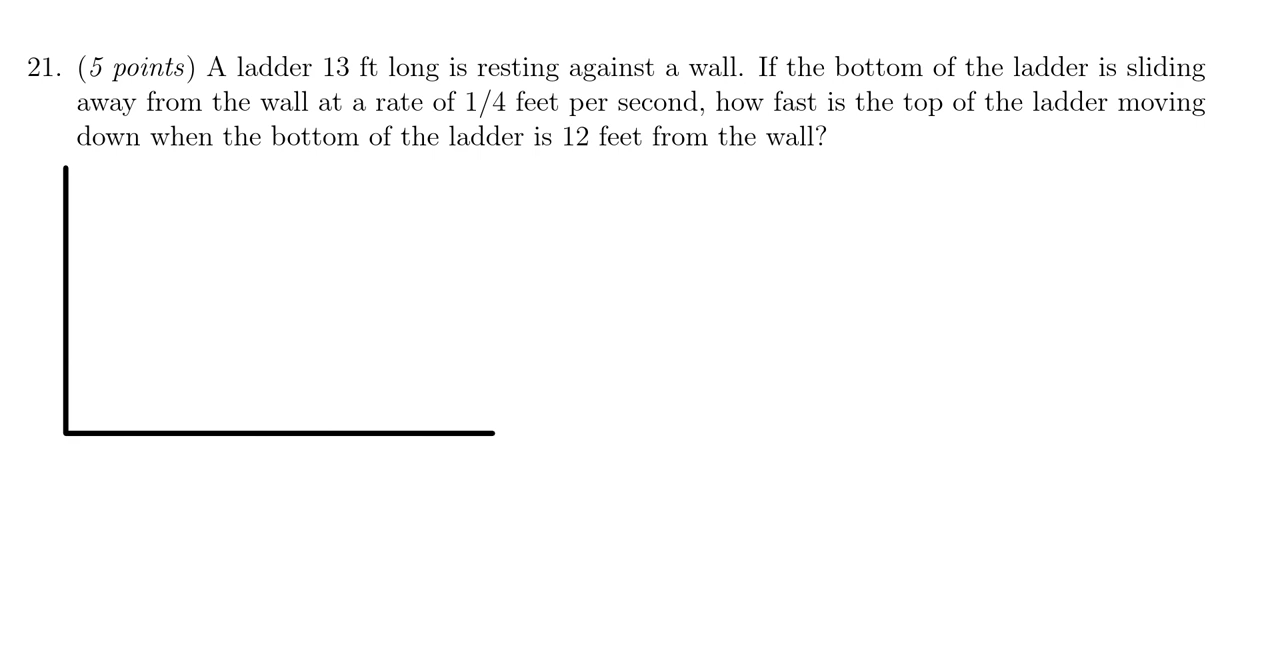 21. (5 points) A ladder 13 ft long is resting against a wall. If the bottom of the ladder is sliding
away from the wall at a rate of 1/4 feet per second, how fast is the top of the ladder moving
down when the bottom of the ladder is 12 feet from the wall?